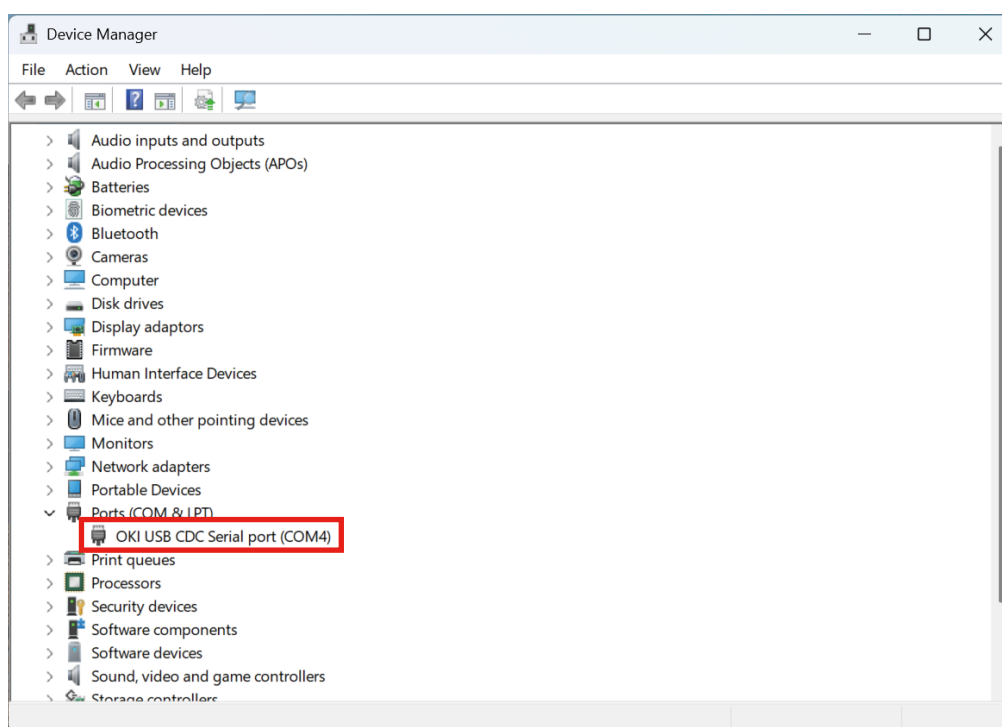 Device Manager
File Action View Help
Audio inputs and outputs
Audio Processing Objects (APOs)
Batteries
Biometric devices
Bluetooth
Cameras
Computer
Disk drives
Display adaptors
Firmware
Human Interface Devices
Keyboards
Mice and other pointing devices
Monitors
Network adapters
Portable Devices
Ports (COM & LPT)
OKI USB CDC Serial port (COM4)
Print queues
Processors
Security devices
Software components
Software devices
Sound, video and game controllers
Storage controllers